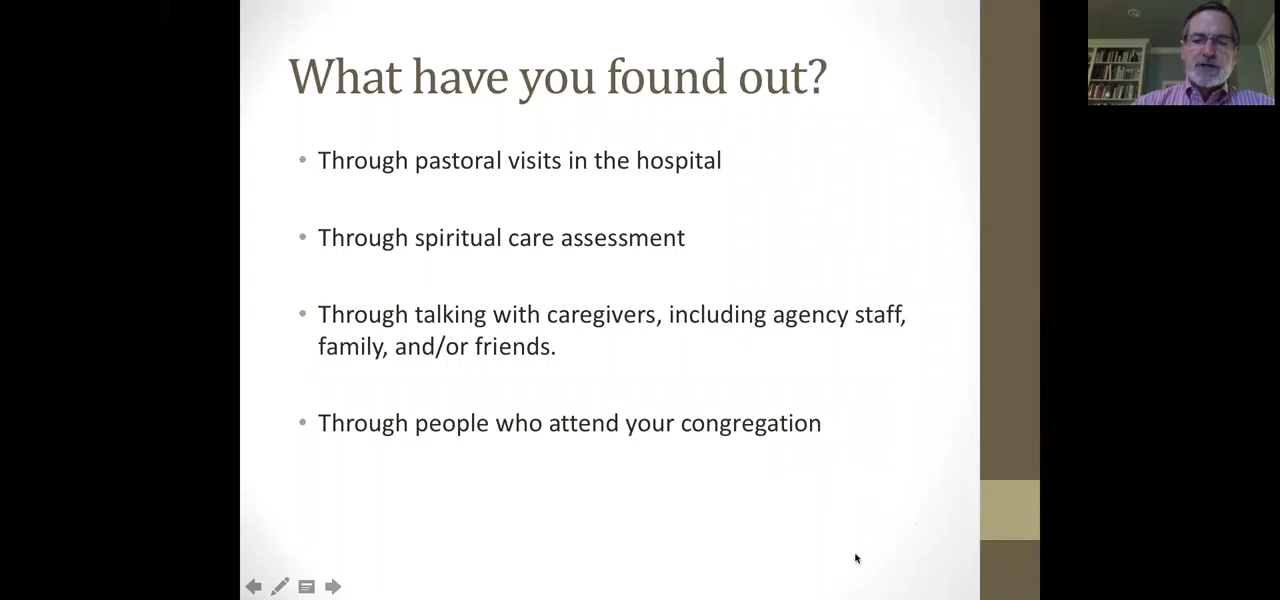 What have you found out?
• Through pastoral visits in the hospital
• Through spiritual care assessment
• Through talking with caregivers, including agency staff,
family, and/or friends.
• Through people who attend your congregation